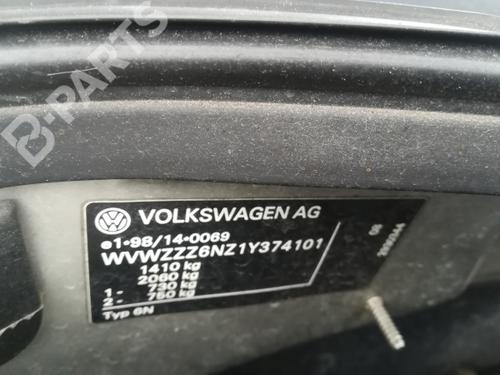 B-PARTS
VOLKSWAGEN AG
e1*98/14*0069
WVWZZZ6NZ1Y374101
1410 kg
2060 kg
1 - 730 kg
2 - 750 kg
Typ 6N